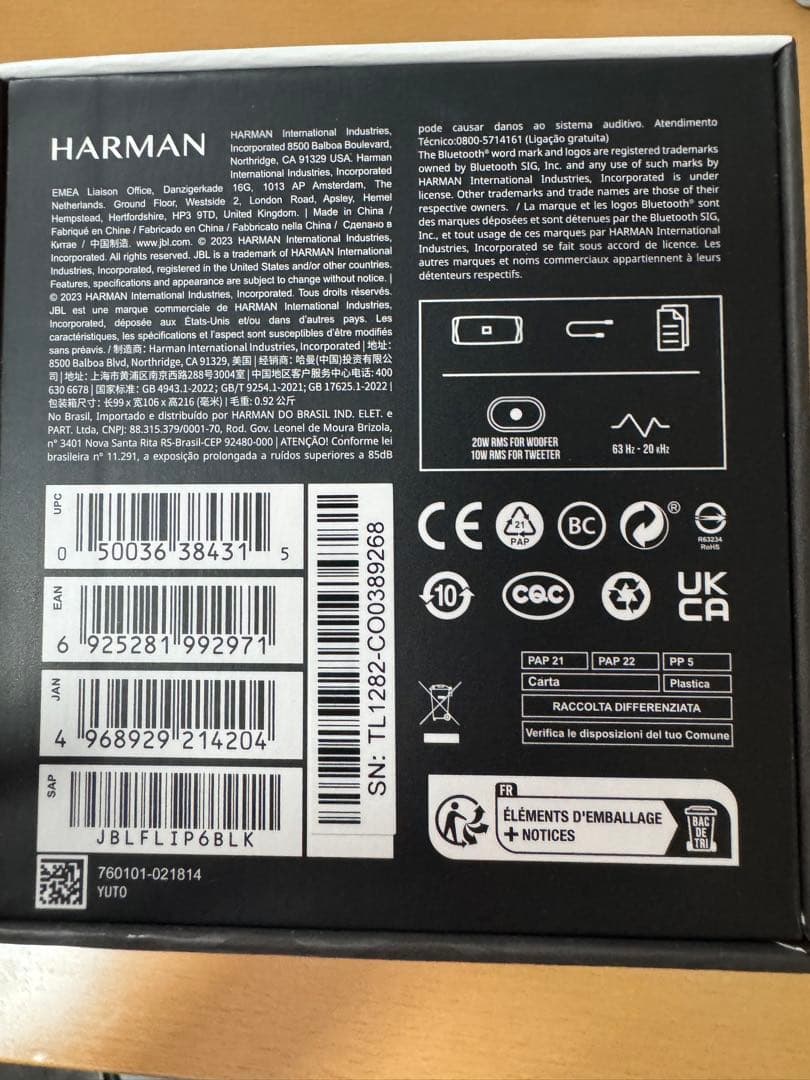 HARMAN
HARMAN International Industries,
Incorporated 8500 Balboa Boulevard,
Northridge, CA 91329 USA. Harman
International Industries, Incorporated
EMEA Liaison Office, Danzigerkade 16G, 1013 AP Amsterdam, The
Netherlands. Ground Floor, Westside 2, London Road, Apsley, Hemel
Hempstead, Hertfordshire, HP3 9TD, United Kingdom. | Made in China /
Fabriqué en Chine / Fabricado en China / Fabbricato nella China / Сделано в
Китае / 中国制造. www.jbl.com. © 2023 HARMAN International Industries,
Incorporated. All rights reserved. JBL is a trademark of HARMAN International
Industries, Incorporated, registered in the United States and/or other countries.
Features, specifications and appearance are subject to change without notice. |
© 2023 HARMAN International Industries, Incorporated. Tous droits réservés.
JBL est une marque commerciale de HARMAN International Industries,
Incorporated, déposée aux États-Unis et/ou dans d'autres pays. Les
caractéristiques, les spécifications et l'aspect sont susceptibles d'être modifiés
sans préavis. / 制造商: Harman International Industries, Incorporated | 地址:
8500 Balboa Blvd, Northridge, CA 91329, 美国 | 经销商: 哈曼(中国)投资有限公
司 | 地址: 上海市黄浦区南京西路288号3004室 | 中国地区客户服务中心电话: 400
630 6678 | 国家标准: GB 4943.1-2022; GB/T 9254.1-2021; GB 17625.1-2022 |
包装箱尺寸: 长99 x 宽106 x 高216 (毫米) | 毛重: 0.92 公斤
No Brasil, Importado e distribuído por HARMAN DO BRASIL IND. ELET. e
PART. Ltda, CNPJ: 88.315.379/0001-70, Rod. Gov. Leonel de Moura Brizola,
n° 3401 Nova Santa Rita RS-Brasil-CEP 92480-000 | ATENÇÃO! Conforme lei
brasileira n° 11.291, a exposição prolongada a ruídos superiores a 85dB
pode causar danos ao sistema auditivo. Atendimento
Técnico:0800-5714161 (Ligação gratuita)
The Bluetooth® word mark and logos are registered trademarks
owned by Bluetooth SIG, Inc. and any use of such marks by
HARMAN International Industries, Incorporated is under
license. Other trademarks and trade names are those of their
respective owners. / La marque et les logos Bluetooth® sont
des marques déposées et sont détenues par the Bluetooth SIG,
Inc., et tout usage de ces marques par HARMAN International
Industries, Incorporated se fait sous accord de licence. Les
autres marques et noms commerciaux appartiennent à leurs
détenteurs respectifs.
20W RMS FOR WOOFER
10W RMS FOR TWEETER
63 Hz - 20 kHz
UPC
0 50036 38431 5
EAN
6 925281 992971
JAN
4 968929 214204
SAP
JBLFLIP6BLK
SN: TL1282-CO0389268
760101-021814
YUTO
CE
21
PAP
BC
®
R63234
RoHS
10
CQC
UK
CA
PAP 21
PAP 22
PP 5
Carta
Plastica
RACCOLTA DIFFERENZIATA
Verifica le disposizioni del tuo Comune
FR
ÉLÉMENTS D'EMBALLAGE
+ NOTICES
BAC
DE
TRI